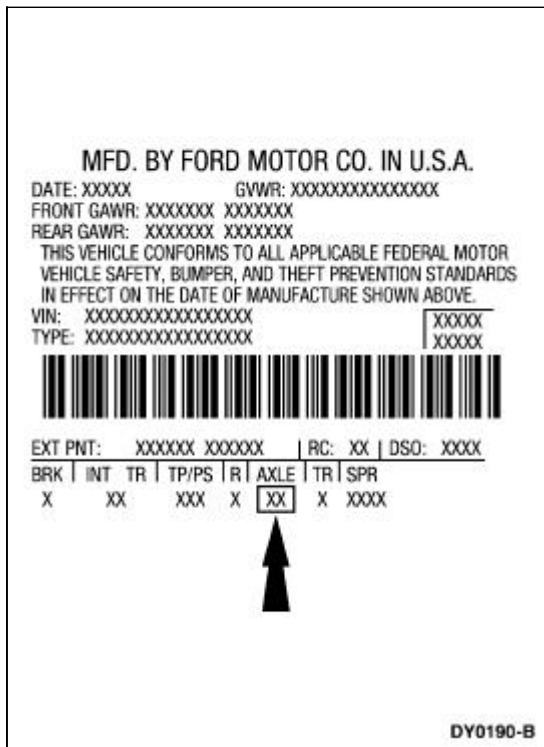 MFD. BY FORD MOTOR CO. IN U.S.A.
DATE: XXXXX GVWR: XXXXXXXXXXXXXXX
FRONT GAWR: XXXXXXX XXXXXXX
REAR GAWR: XXXXXXX XXXXXXX
THIS VEHICLE CONFORMS TO ALL APPLICABLE FEDERAL MOTOR
VEHICLE SAFETY, BUMPER, AND THEFT PREVENTION STANDARDS
IN EFFECT ON THE DATE OF MANUFACTURE SHOWN ABOVE.
VIN: XXXXXXXXXXXXXXXXX XXXXX
TYPE: XXXXXXXXXXXXXXXXX XXXXX
EXT PNT: XXXXXX XXXXXX | RC: XX | DSO: XXXX
BRK | INT TR | TP/PS | R | AXLE | TR | SPR
X XX XXX X XX X XXXX
DY0190-B